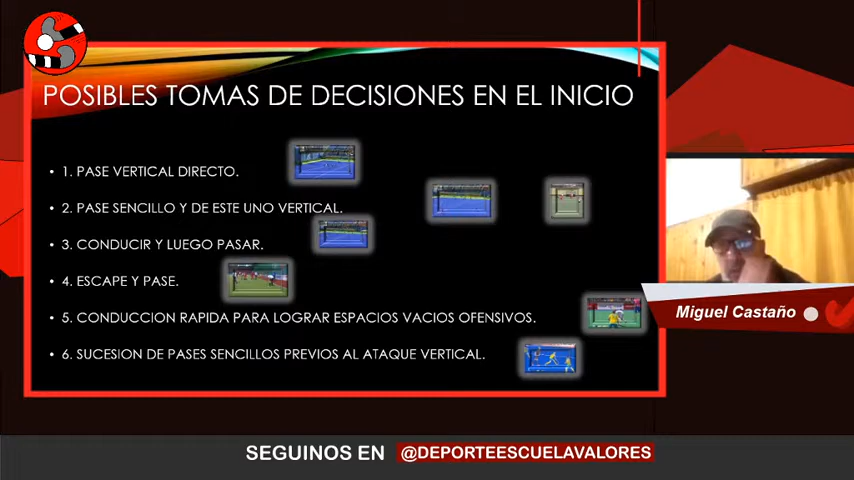 POSIBLES TOMAS DE DECISIONES EN EL INICIO
• 1. PASE VERTICAL DIRECTO.
• 2. PASE SENCILLO Y DE ESTE UNO VERTICAL.
• 3. CONDUCIR Y LUEGO PASAR.
• 4. ESCAPE Y PASE.
• 5. CONDUCCION RAPIDA PARA LOGRAR ESPACIOS VACIOS OFENSIVOS.
• 6. SUCESION DE PASES SENCILLOS PREVIOS AL ATAQUE VERTICAL.
Miguel Castaño
SEGUINOS EN @DEPORTEESCUELAVALORES